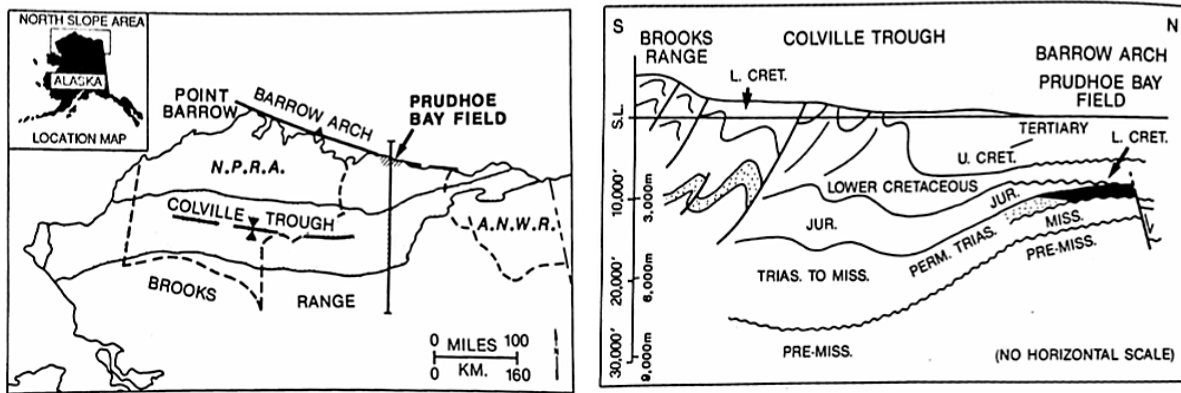 NORTH SLOPE AREA
ALASKA
LOCATION MAP
POINT
BARROW
BARROW ARCH
PRUDHOE
BAY FIELD
N.P.R.A.
COLVILLE TROUGH
A.N.W.R.
BROOKS RANGE
0 MILES 100
0 KM. 160
S N
BROOKS
RANGE
COLVILLE TROUGH
BARROW ARCH
PRUDHOE BAY
FIELD
L. CRET.
S.L.
TERTIARY
L. CRET.
U. CRET.
LOWER CRETACEOUS
JUR.
10,000' 3,000m
JUR.
MISS.
PERM. TRIAS.
PRE-MISS.
TRIAS. TO MISS.
20,000' 6,000m
PRE-MISS.
30,000' 9,000m
(NO HORIZONTAL SCALE)